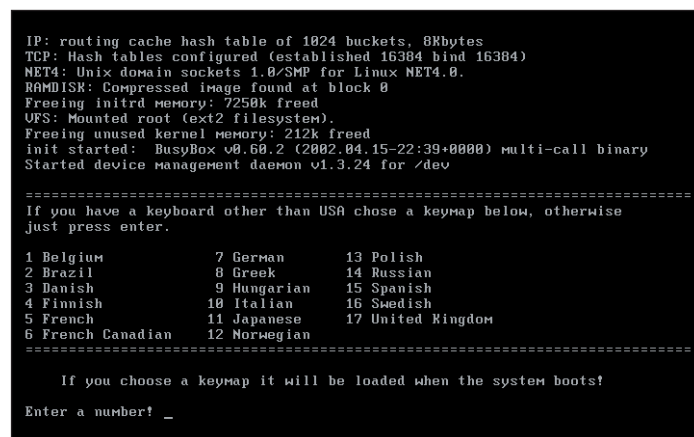 IP: routing cache hash table of 1024 buckets, 8Kbytes
TCP: Hash tables configured (established 16384 bind 16384)
NET4: Unix domain sockets 1.0/SMP for Linux NET4.0.
RAMDISK: Compressed image found at block 0
Freeing initrd memory: 7250k freed
VFS: Mounted root (ext2 filesystem).
Freeing unused kernel memory: 212k freed
init started:  BusyBox v0.60.2 (2002.04.15-22:39+0000) multi-call binary
Started device management daemon v1.3.24 for /dev
===========================================================================
If you have a keyboard other than USA chose a keymap below, otherwise
just press enter.
1 Belgium             7 German       13 Polish
2 Brazil              8 Greek        14 Russian
3 Danish              9 Hungarian    15 Spanish
4 Finnish            10 Italian      16 Swedish
5 French             11 Japanese     17 United Kingdom
6 French Canadian    12 Norwegian
===========================================================================
If you choose a keymap it will be loaded when the system boots!
Enter a number! _